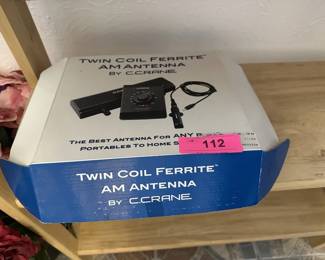 TWIN COIL FERRITE™
AM ANTENNA
BY C.CRANE
THE BEST ANTENNA FOR ANY
PORTABLES TO HOME S
112
TWIN COIL FERRITE™
AM ANTENNA
BY C.CRANE